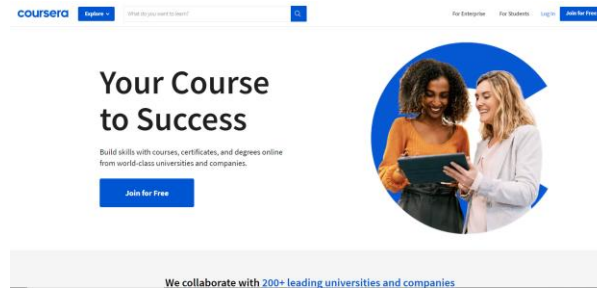 coursera
Explore
What do you want to learn?
For Enterprise
For Students
Log In
Join for Free
Your Course
to Success
Build skills with courses, certificates, and degrees online
from world-class universities and companies.
Join for Free
We collaborate with 200+ leading universities and companies